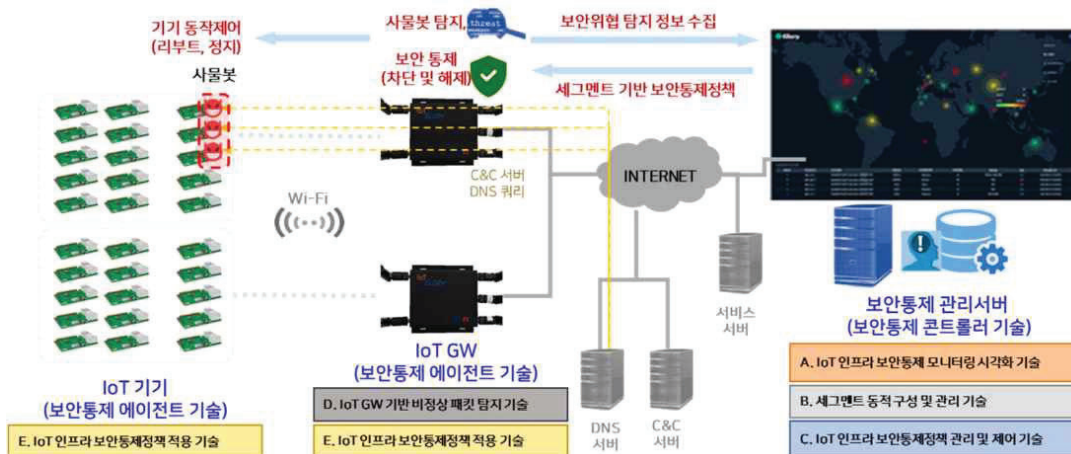 기기 동작제어
(리부트, 정지)
사물봇 탐지,
threat
보안위협 탐지 정보 수집
보안 통제
(차단 및 해제)
세그먼트 기반 보안통제정책
사물봇
C&C 서버
DNS 쿼리
INTERNET
Wi-Fi
서비스
서버
DNS
서버
C&C
서버
IoT 기기
(보안통제 에이전트 기술)
E. IoT 인프라 보안통제정책 적용 기술
IoT GW
(보안통제 에이전트 기술)
D. IoT GW 기반 비정상 패킷 탐지 기술
E. IoT 인프라 보안통제정책 적용 기술
보안통제 관리서버
(보안통제 콘트롤러 기술)
A. IoT 인프라 보안통제 모니터링 시각화 기술
B. 세그먼트 동적 구성 및 관리 기술
C. IoT 인프라 보안통제정책 관리 및 제어 기술